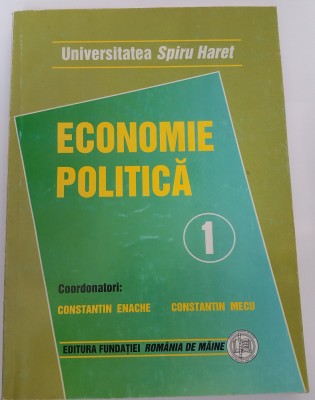 Universitatea Spiru Haret
ECONOMIE
POLITICĂ
1
Coordonatori:
CONSTANTIN ENACHE CONSTANTIN MECU
EDITURA FUNDAȚIEI ROMÂNIA DE MÂINE